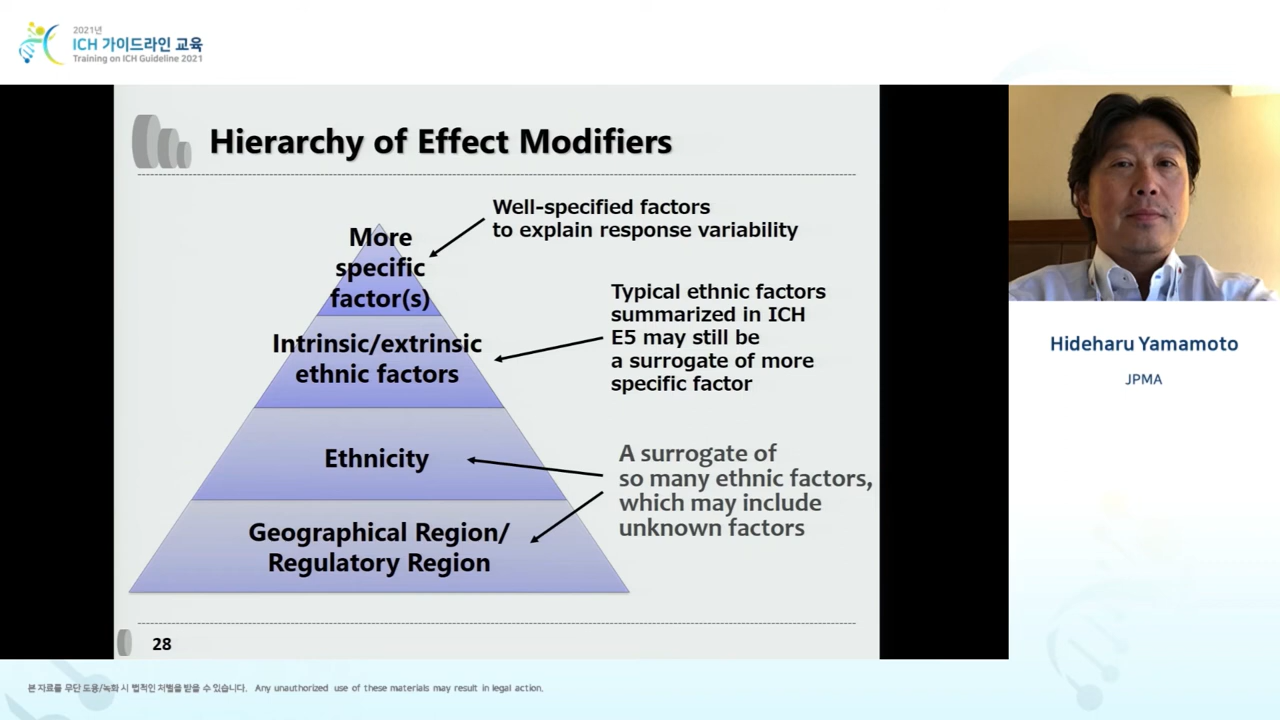 2021년
ICH 가이드라인 교육
Training on ICH Guideline 2021
Hierarchy of Effect Modifiers
Well-specified factors
to explain response variability
More
specific
factor(s)
Typical ethnic factors
summarized in ICH
E5 may still be
a surrogate of more
specific factor
Intrinsic/extrinsic
ethnic factors
Ethnicity
A surrogate of
so many ethnic factors,
which may include
unknown factors
Geographical Region/
Regulatory Region
28
Hideharu Yamamoto
JPMA
본 자료를 무단 도용/녹화 시 법적인 처벌을 받을 수 있습니다. Any unauthorized use of these materials may result in legal action.